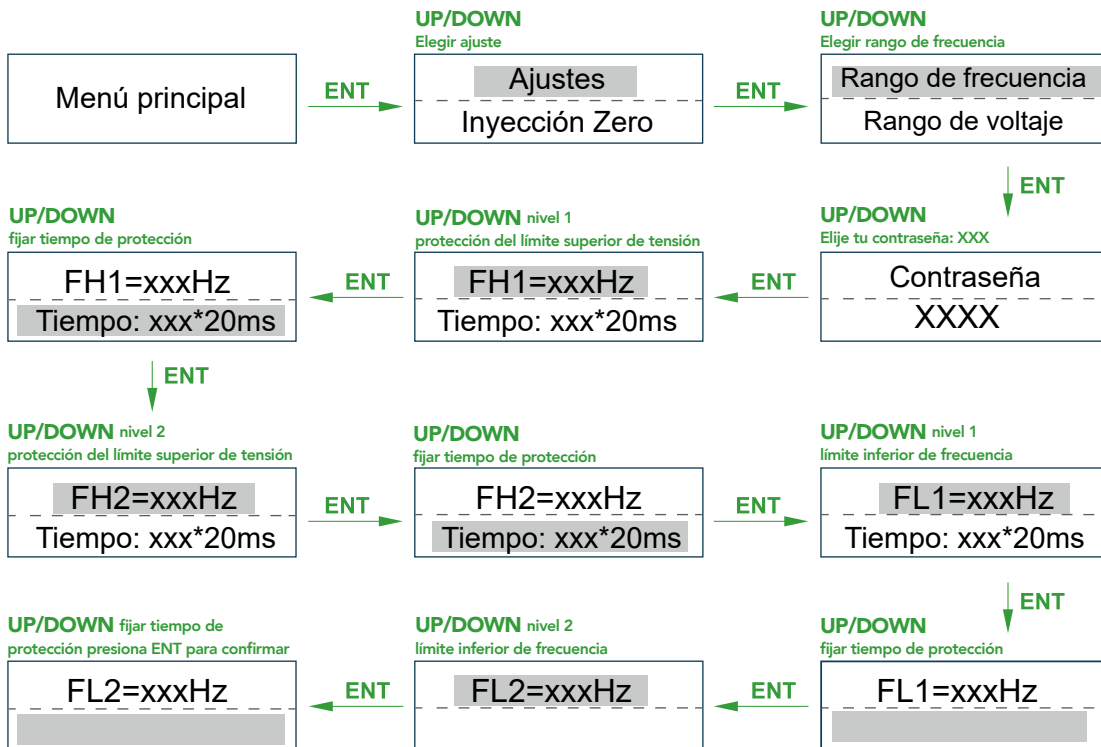 Menú principal
ENT
UP/DOWN
Elegir ajuste
Ajustes
Inyección Zero
ENT
UP/DOWN
Elegir rango de frecuencia
Rango de frecuencia
Rango de voltaje
ENT
UP/DOWN
Elije tu contraseña: XXX
Contraseña
XXXX
ENT
UP/DOWN nivel 1
protección del límite superior de tensión
FH1=xxxHz
Tiempo: xxx*20ms
ENT
UP/DOWN
fijar tiempo de protección
FH1=xxxHz
Tiempo: xxx*20ms
ENT
UP/DOWN nivel 2
protección del límite superior de tensión
FH2=xxxHz
Tiempo: xxx*20ms
ENT
UP/DOWN
fijar tiempo de protección
FH2=xxxHz
Tiempo: xxx*20ms
ENT
UP/DOWN nivel 1
límite inferior de frecuencia
FL1=xxxHz
Tiempo: xxx*20ms
ENT
UP/DOWN
fijar tiempo de protección
FL1=xxxHz
ENT
UP/DOWN nivel 2
límite inferior de frecuencia
FL2=xxxHz
ENT
UP/DOWN fijar tiempo de
protección presiona ENT para confirmar
FL2=xxxHz